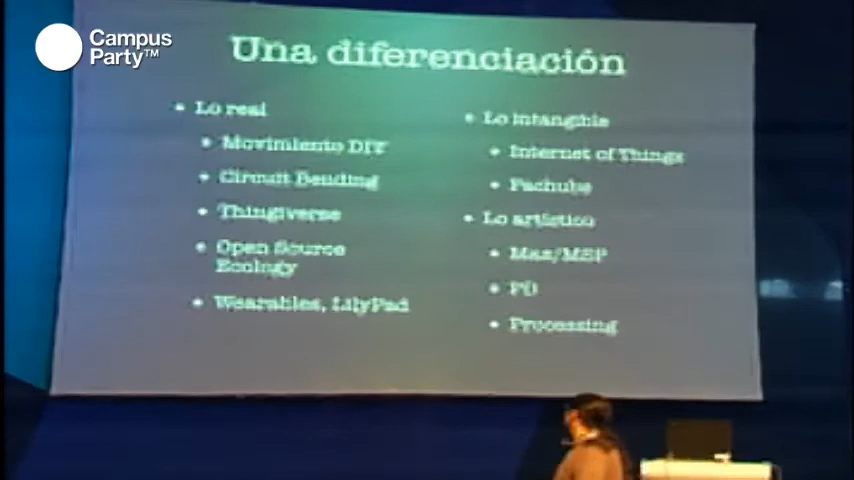 Campus
Party™
Una diferenciación
Lo real
Movimiento DIY
Circuit Bending
Thingiverse
Open Source
Ecology
Wearables, LilyPad
Lo intangible
Internet of Things
Pachube
Lo artístico
Max/MSP
PD
Processing